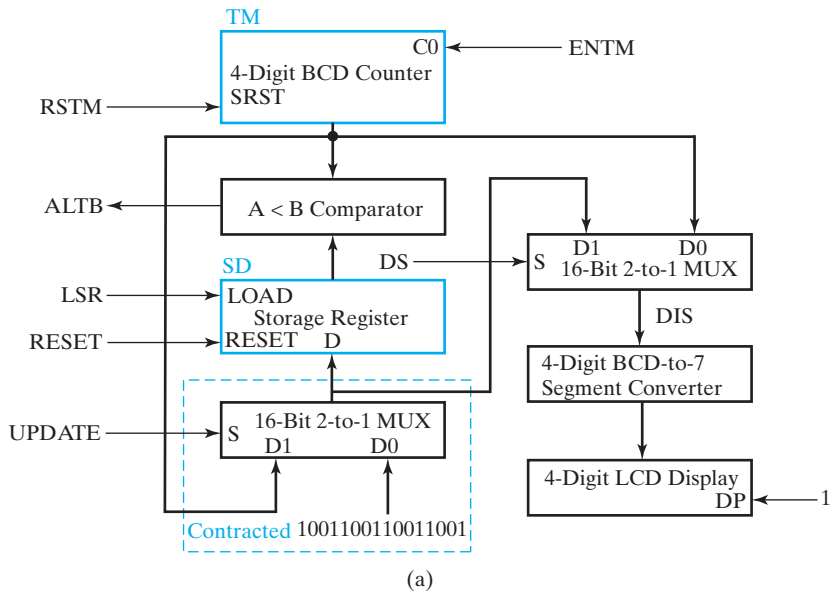 TM
C0
ENTM
4-Digit BCD Counter
SRST
RSTM
ALTB
A < B Comparator
SD
DS
S
D1
D0
16-Bit 2-to-1 MUX
LSR
LOAD
Storage Register
RESET
RESET
D
DIS
4-Digit BCD-to-7
Segment Converter
UPDATE
S
16-Bit 2-to-1 MUX
D1
D0
4-Digit LCD Display
DP
1
Contracted
1001100110011001
(a)